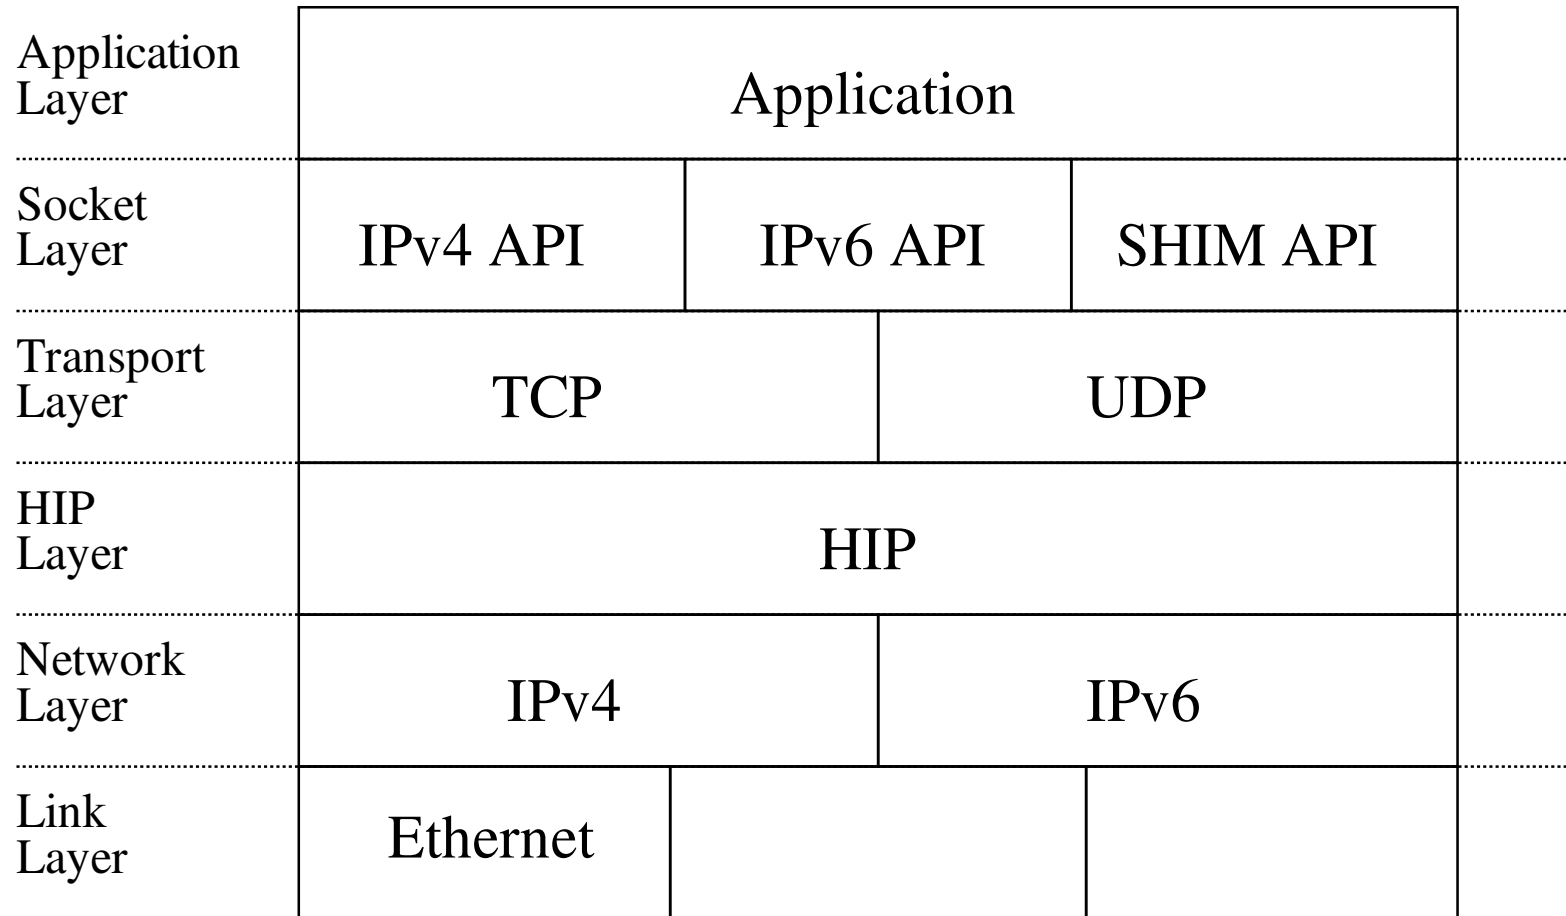 Application
Layer
Application
Socket
Layer
IPv4 API
IPv6 API
SHIM API
Transport
Layer
TCP
UDP
HIP
Layer
HIP
Network
Layer
IPv4
IPv6
Link
Layer
Ethernet